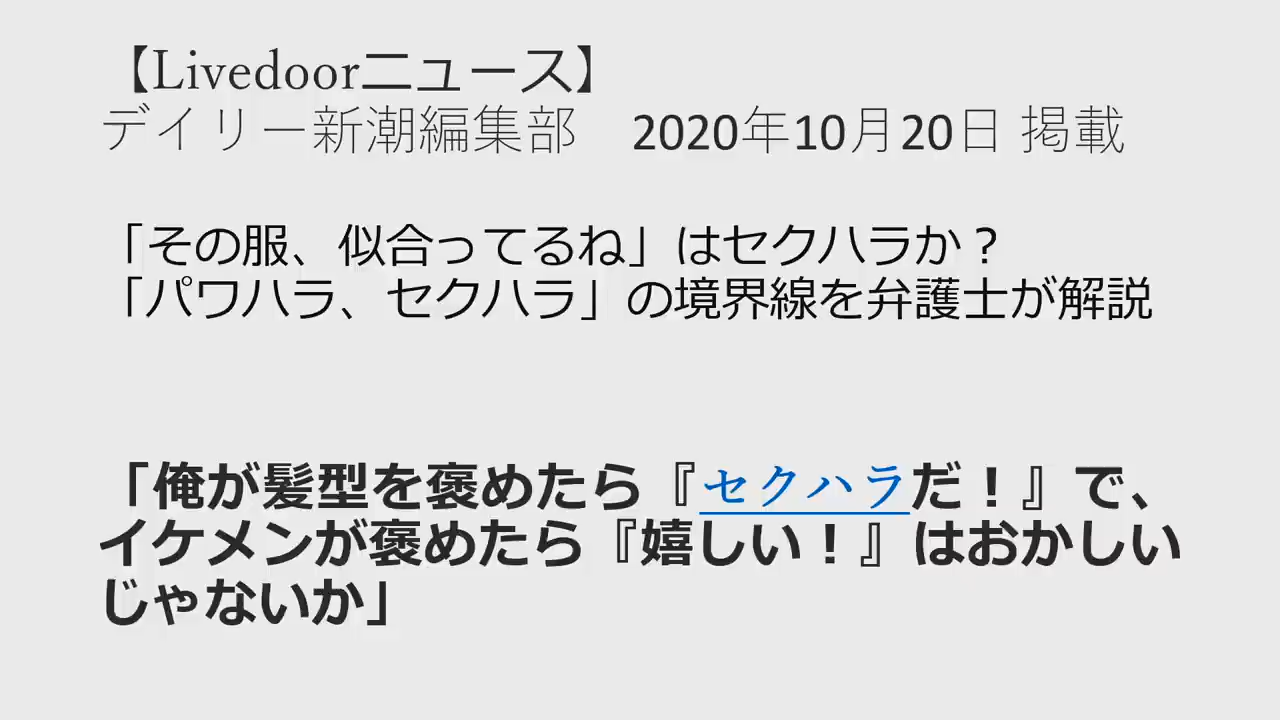 【Livedoorニュース】
デイリー新潮編集部　2020年10月20日 掲載
「その服、似合ってるね」はセクハラか？
「パワハラ、セクハラ」の境界線を弁護士が解説
「俺が髪型を褒めたら『セクハラだ！』で、
イケメンが褒めたら『嬉しい！』はおかしい
じゃないか」